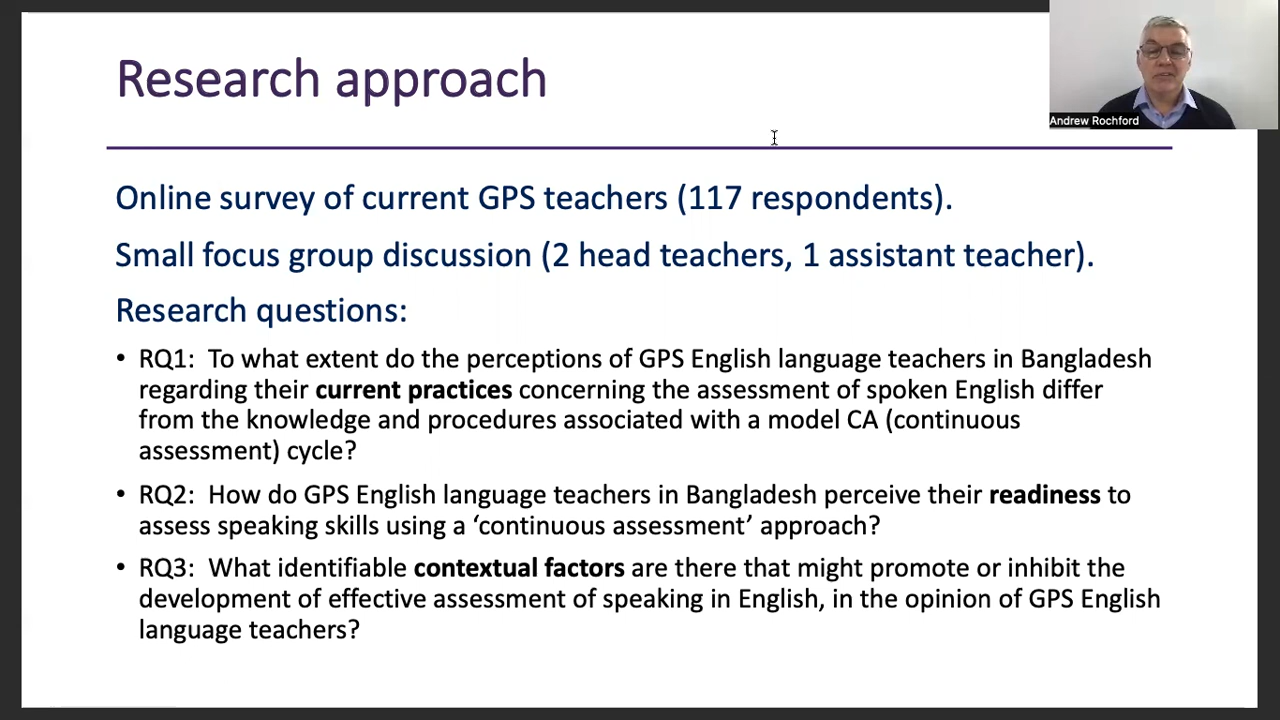 Research approach
Andrew Rochford
Online survey of current GPS teachers (117 respondents).
Small focus group discussion (2 head teachers, 1 assistant teacher).
Research questions:
• RQ1:  To what extent do the perceptions of GPS English language teachers in Bangladesh
regarding their current practices concerning the assessment of spoken English differ
from the knowledge and procedures associated with a model CA (continuous
assessment) cycle?
• RQ2:  How do GPS English language teachers in Bangladesh perceive their readiness to
assess speaking skills using a ‘continuous assessment’ approach?
• RQ3:  What identifiable contextual factors are there that might promote or inhibit the
development of effective assessment of speaking in English, in the opinion of GPS English
language teachers?